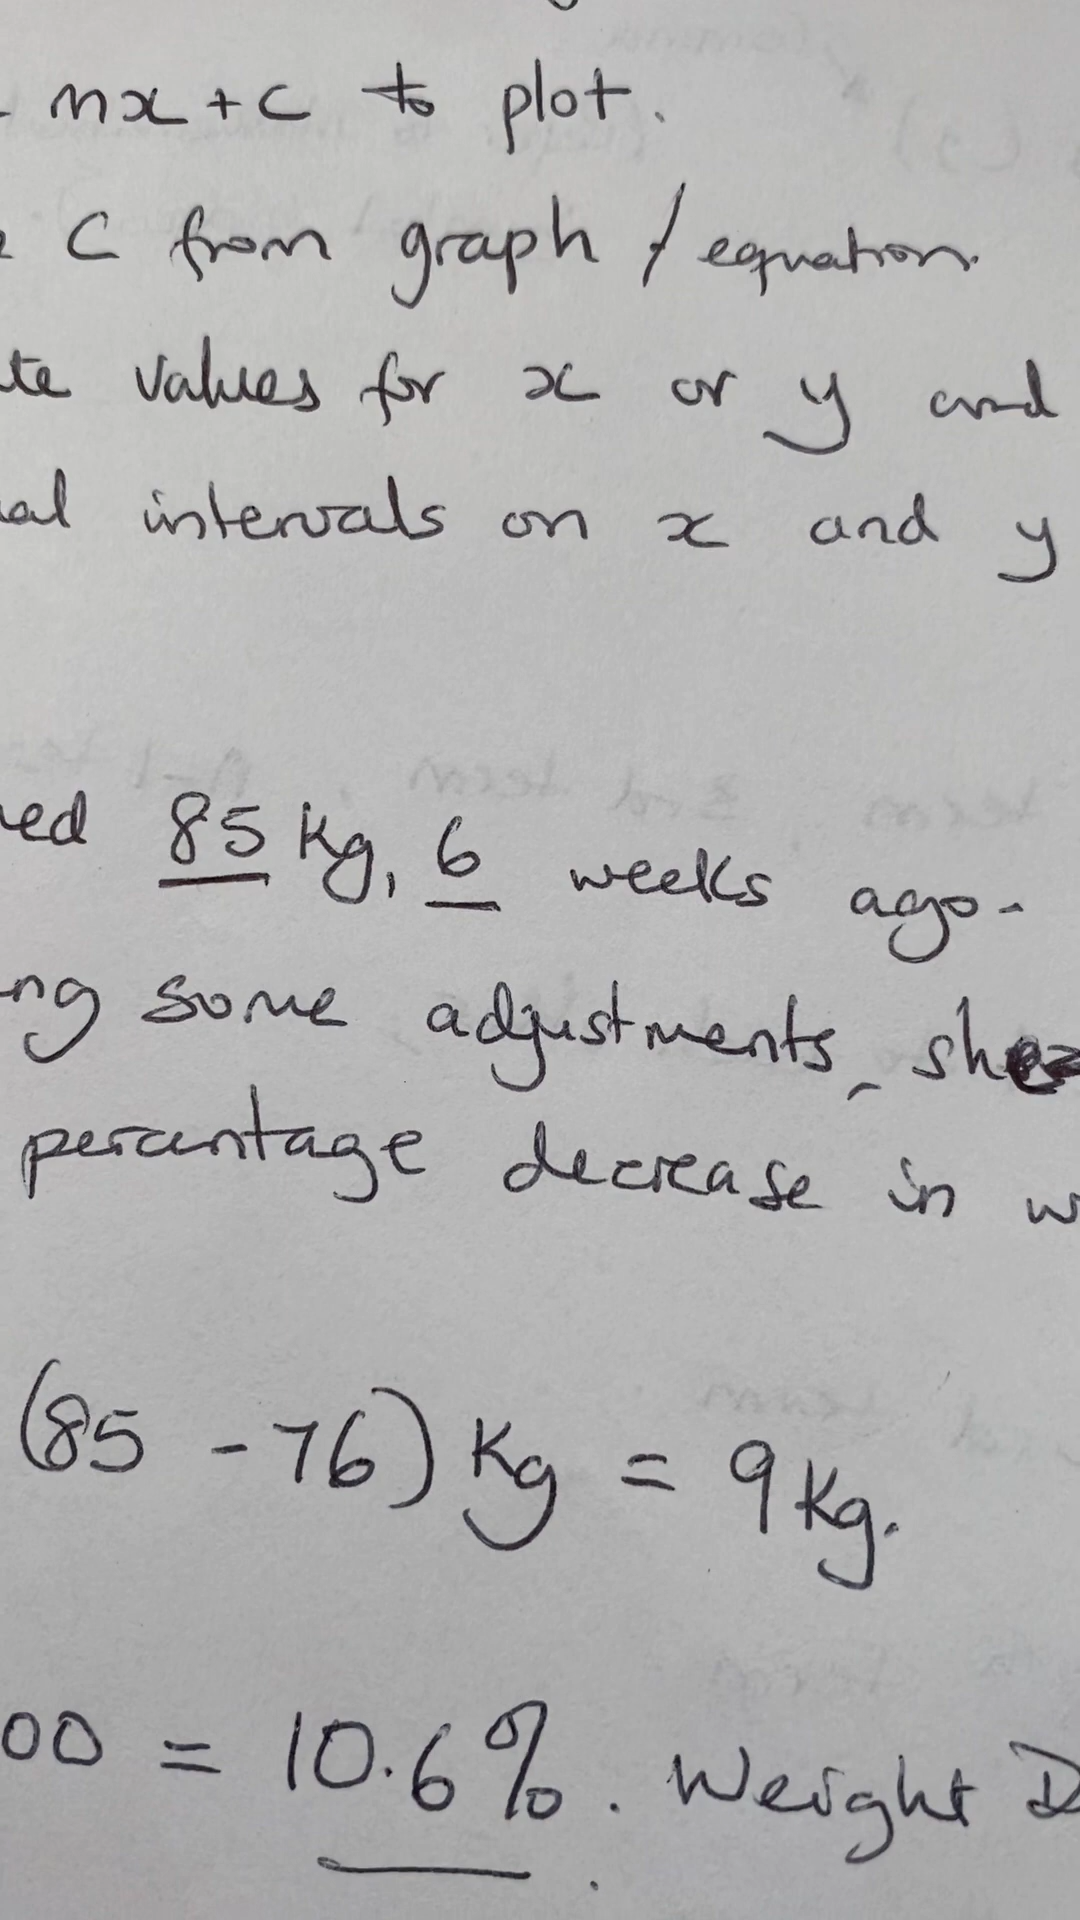 mx + c to plot.
c from graph / equation.
te values for x or y and
al intervals on x and y
ed 85 kg, 6 weeks ago.
ng some adjustments, she
percentage decrease in w
(85 - 76) kg = 9 kg.
00 = 10.6%. Weight D